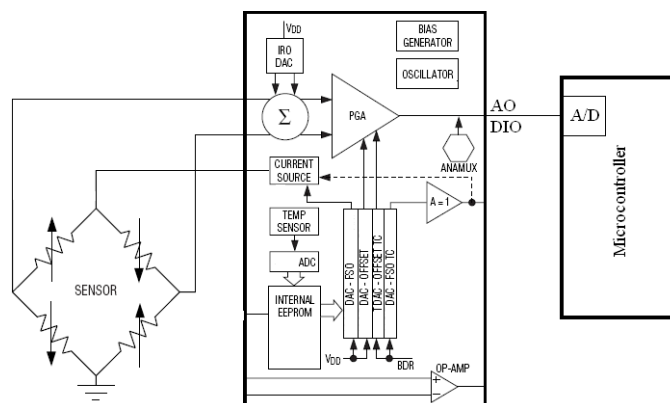 VDD
IRO
DAC
BIAS
GENERATOR
OSCILLATOR
Σ
PGA
AO
DIO
A/D
ANAMUX
Microcontroller
CURRENT
SOURCE
A = 1
TEMP
SENSOR
ADC
SENSOR
INTERNAL
EEPROM
DAC - FSO
DAC - OFFSET
TDAC - OFFSET TC
DAC - FSO TC
VDD
BDR
OP-AMP
+
−